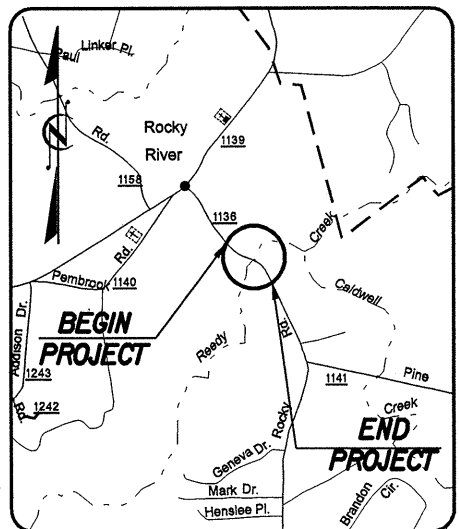 Linker Pl.
Paul
N
Rd.
Rocky
River
1139
1158
1136
Creek
Rd.
Pembrook
1140
Caldwell
Addison Dr.
BEGIN
PROJECT
Reedy
Rd.
1243
1242
Rd.
1141
Pine
Creek
Rocky
END
PROJECT
Geneva Dr.
Mark Dr.
Henslee Pl.
Brandon
Cir.